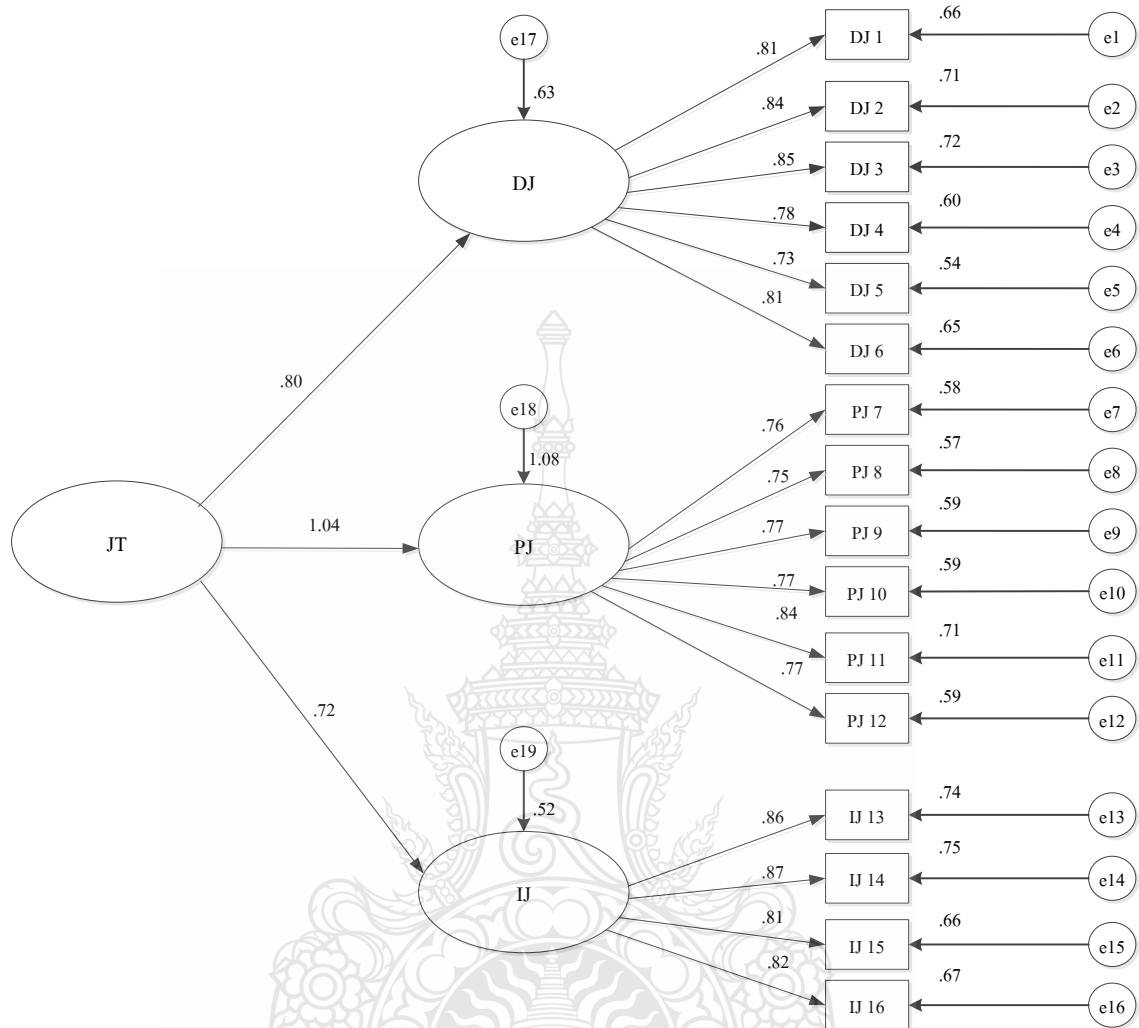 e17
.63
DJ
.81
DJ 1
.66
e1
.84
DJ 2
.71
e2
.85
DJ 3
.72
e3
.78
DJ 4
.60
e4
.73
DJ 5
.54
e5
.81
DJ 6
.65
e6
.80
e18
1.08
JT
1.04
PJ
.76
PJ 7
.58
e7
.75
PJ 8
.57
e8
.77
PJ 9
.59
e9
.77
PJ 10
.59
e10
.84
PJ 11
.71
e11
.77
PJ 12
.59
e12
.72
e19
.52
IJ
.86
IJ 13
.74
e13
.87
IJ 14
.75
e14
.81
IJ 15
.66
e15
.82
IJ 16
.67
e16